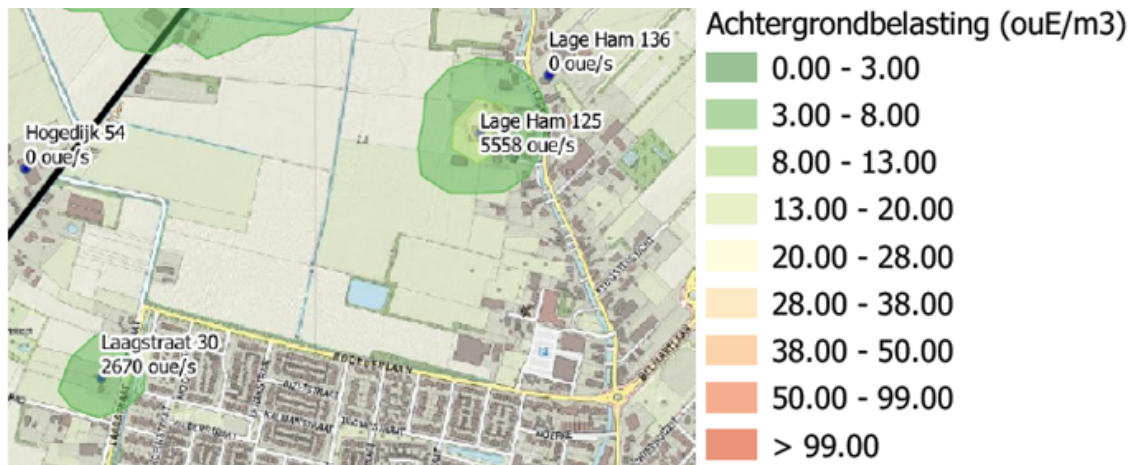 Achtergrondbelasting (ouE/m3)
0.00 - 3.00
3.00 - 8.00
8.00 - 13.00
13.00 - 20.00
20.00 - 28.00
28.00 - 38.00
38.00 - 50.00
50.00 - 99.00
> 99.00
Lage Ham 136
0 oue/s
Lage Ham 125
5558 oue/s
Hogedijk 54
0 oue/s
Laagstraat 30
2670 oue/s